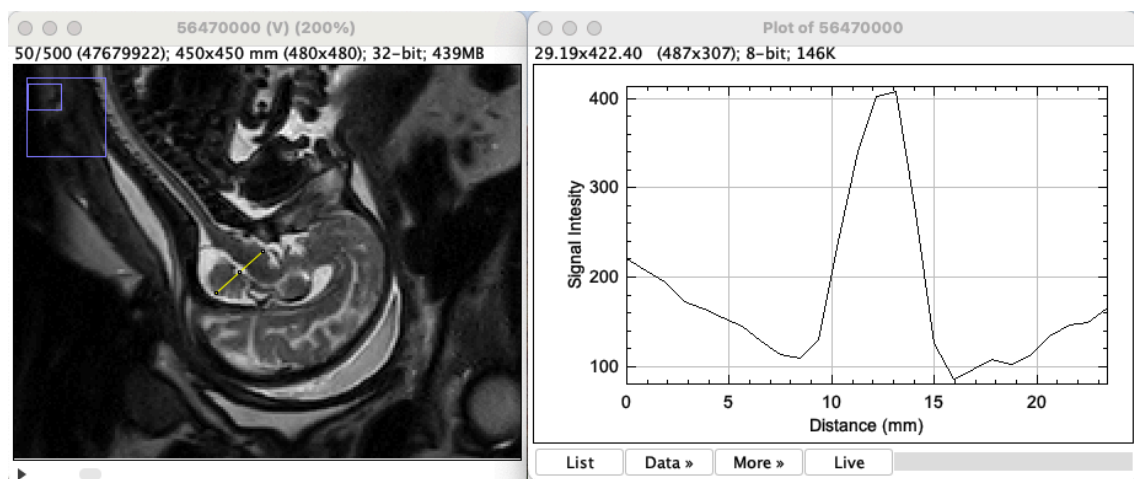 56470000 (V) (200%)
50/500 (47679922); 450x450 mm (480x480); 32-bit; 439MB
Plot of 56470000
29.19x422.40 (487x307); 8-bit; 146K
400
300
200
100
Signal Intesity
0 5 10 15 20
Distance (mm)
List Data » More » Live